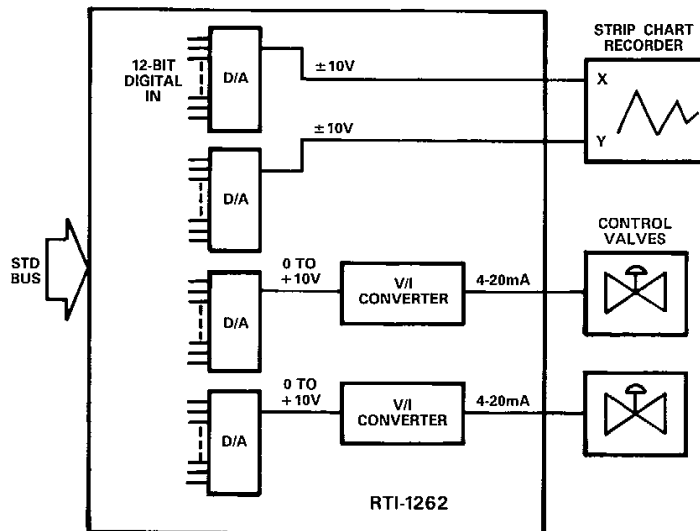 STRIP CHART
RECORDER
12-BIT
DIGITAL
IN
D/A
±10V
X
Y
±10V
D/A
STD
BUS
CONTROL
VALVES
0 TO
+10V
D/A
V/I
CONVERTER
4-20mA
0 TO
+10V
D/A
V/I
CONVERTER
4-20mA
RTI-1262